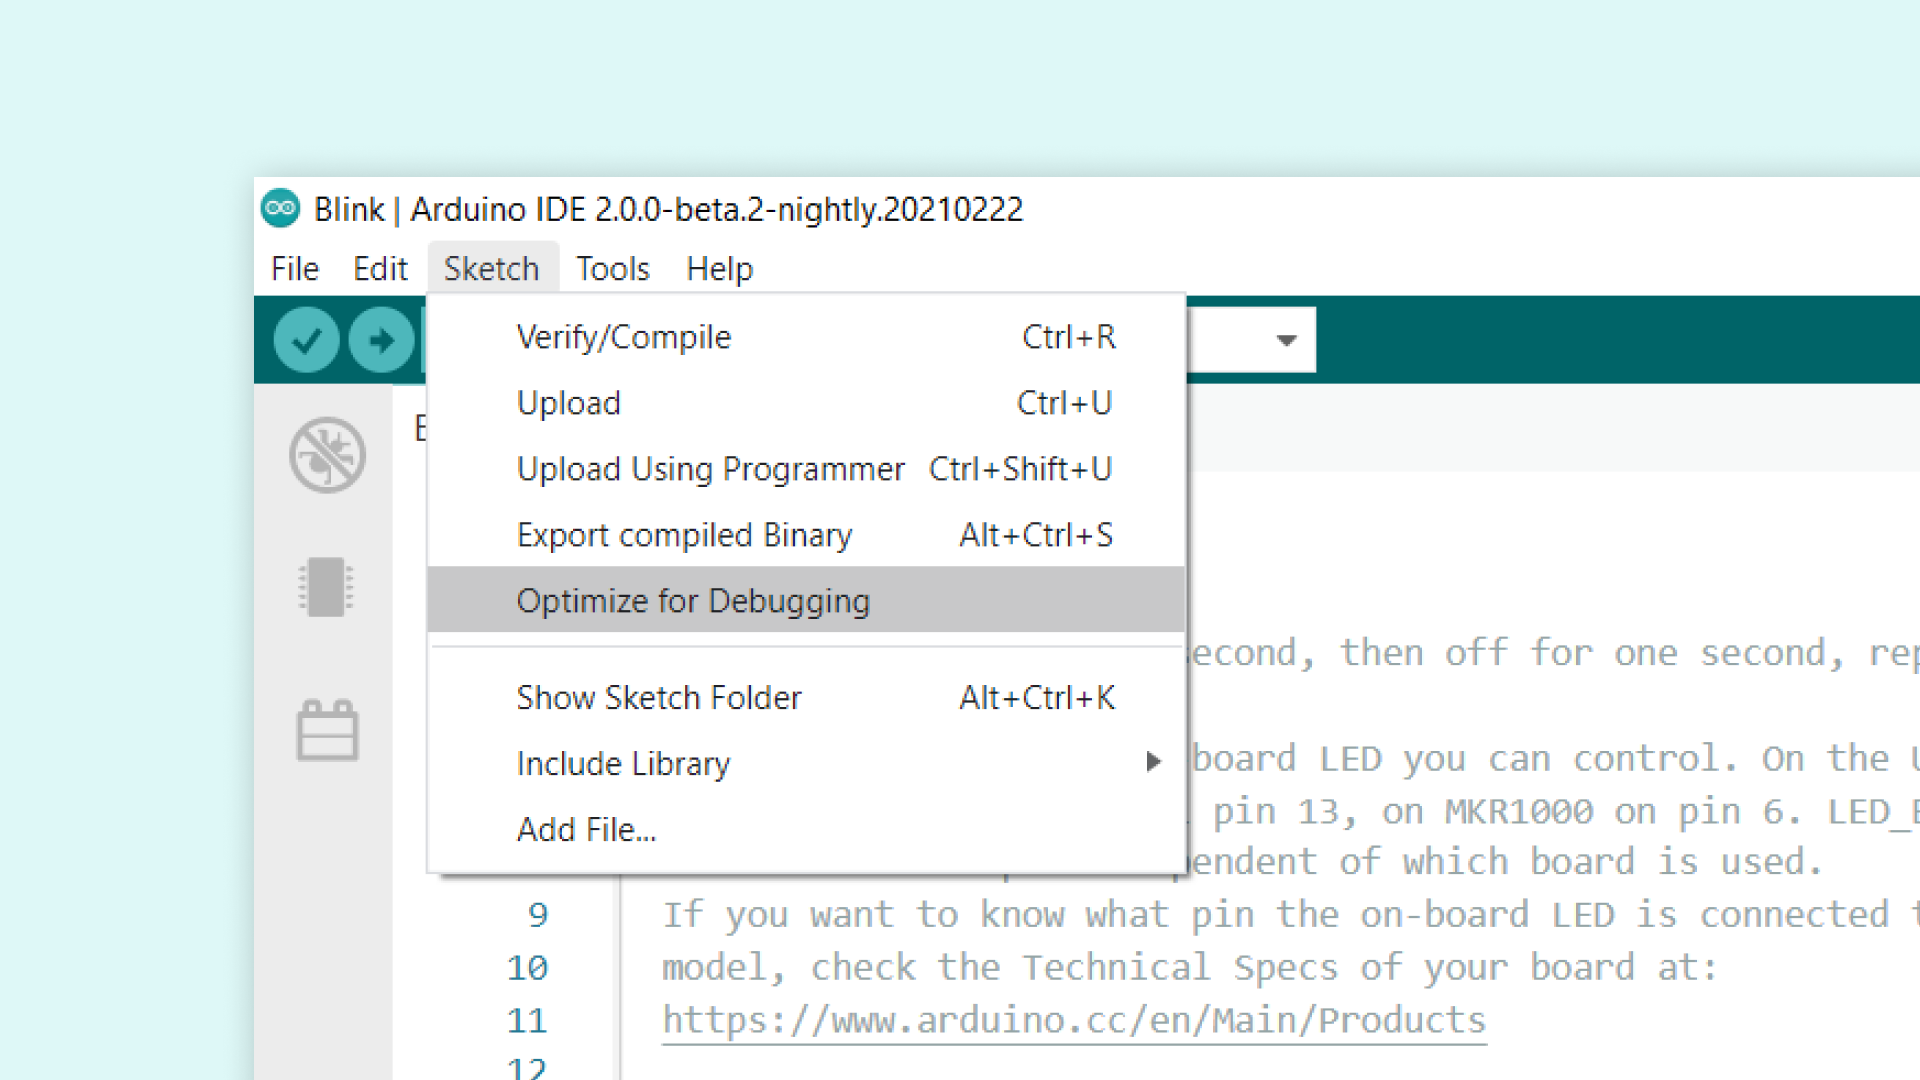 Blink | Arduino IDE 2.0.0-beta.2-nightly.20210222
File Edit Sketch Tools Help
Verify/Compile Ctrl+R
Upload Ctrl+U
Upload Using Programmer Ctrl+Shift+U
Export compiled Binary Alt+Ctrl+S
Optimize for Debugging
Show Sketch Folder Alt+Ctrl+K
Include Library
Add File...
econd, then off for one second, rep
board LED you can control. On the U
pin 13, on MKR1000 on pin 6. LED_
pendent of which board is used.
9 If you want to know what pin the on-board LED is connected t
10 model, check the Technical Specs of your board at:
11 https://www.arduino.cc/en/Main/Products
12